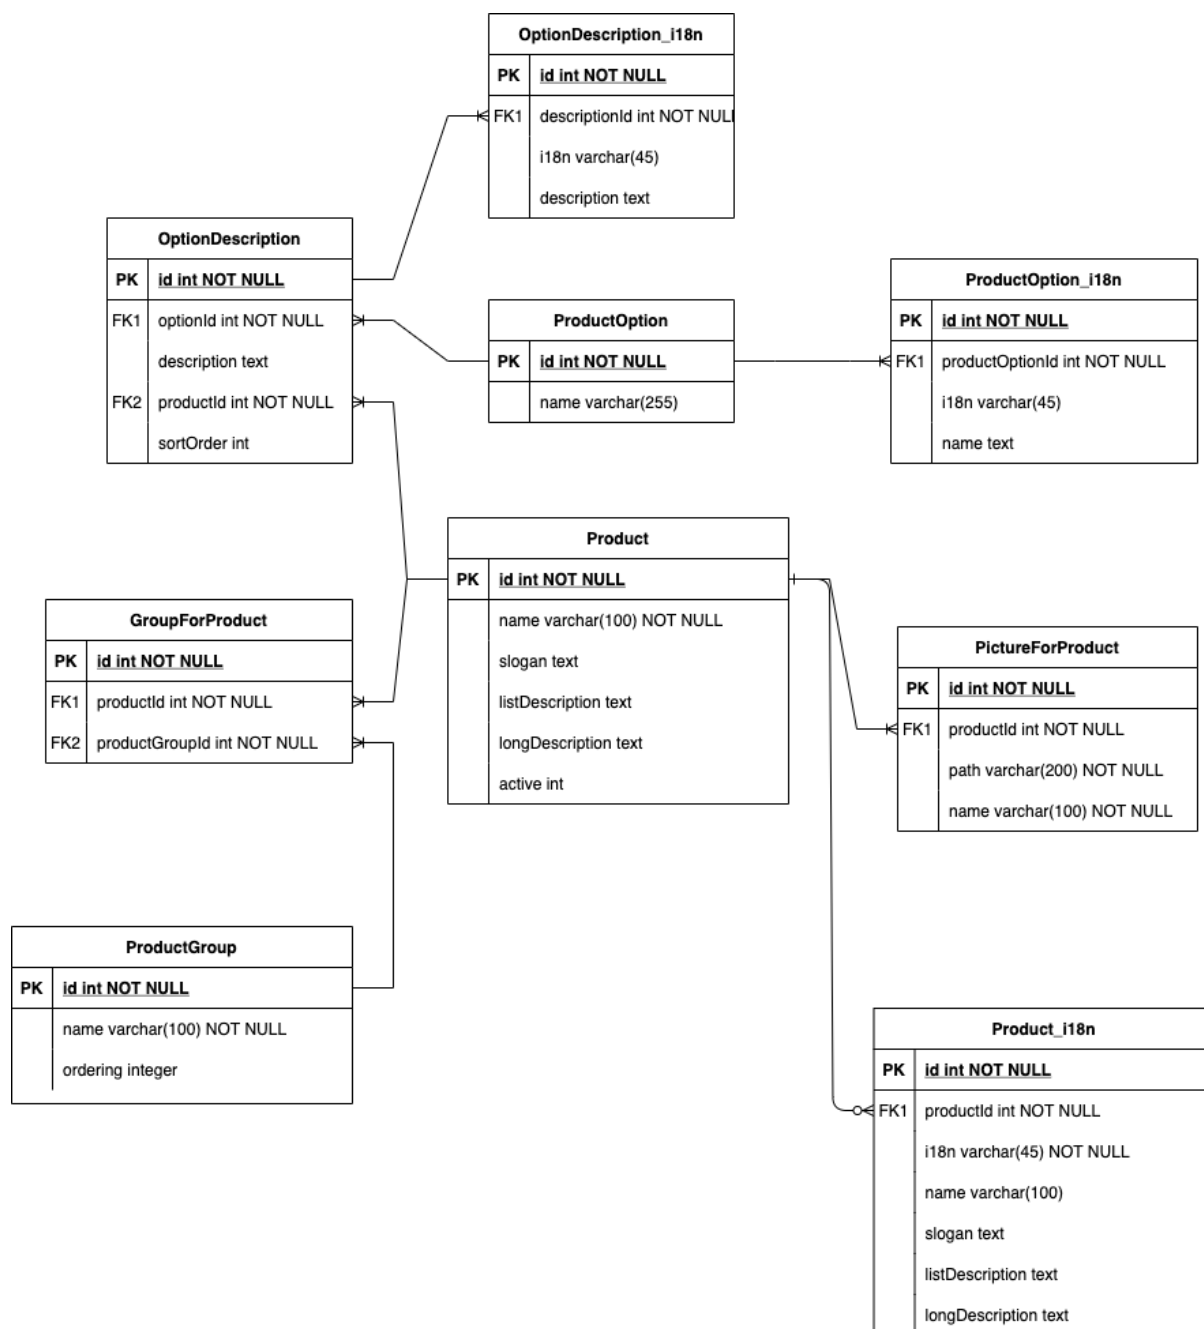 OptionDescription_i18n
PK id int NOT NULL
FK1 descriptionId int NOT NUL
i18n varchar(45)
description text
OptionDescription
PK id int NOT NULL
FK1 optionId int NOT NULL
description text
FK2 productId int NOT NULL
sortOrder int
ProductOption
PK id int NOT NULL
name varchar(255)
ProductOption_i18n
PK id int NOT NULL
FK1 productOptionId int NOT NULL
i18n varchar(45)
name text
Product
PK id int NOT NULL
name varchar(100) NOT NULL
slogan text
listDescription text
longDescription text
active int
GroupForProduct
PK id int NOT NULL
FK1 productId int NOT NULL
FK2 productGroupId int NOT NULL
PictureForProduct
PK id int NOT NULL
FK1 productId int NOT NULL
path varchar(200) NOT NULL
name varchar(100) NOT NULL
ProductGroup
PK id int NOT NULL
name varchar(100) NOT NULL
ordering integer
Product_i18n
PK id int NOT NULL
FK1 productId int NOT NULL
i18n varchar(45) NOT NULL
name varchar(100)
slogan text
listDescription text
longDescription text